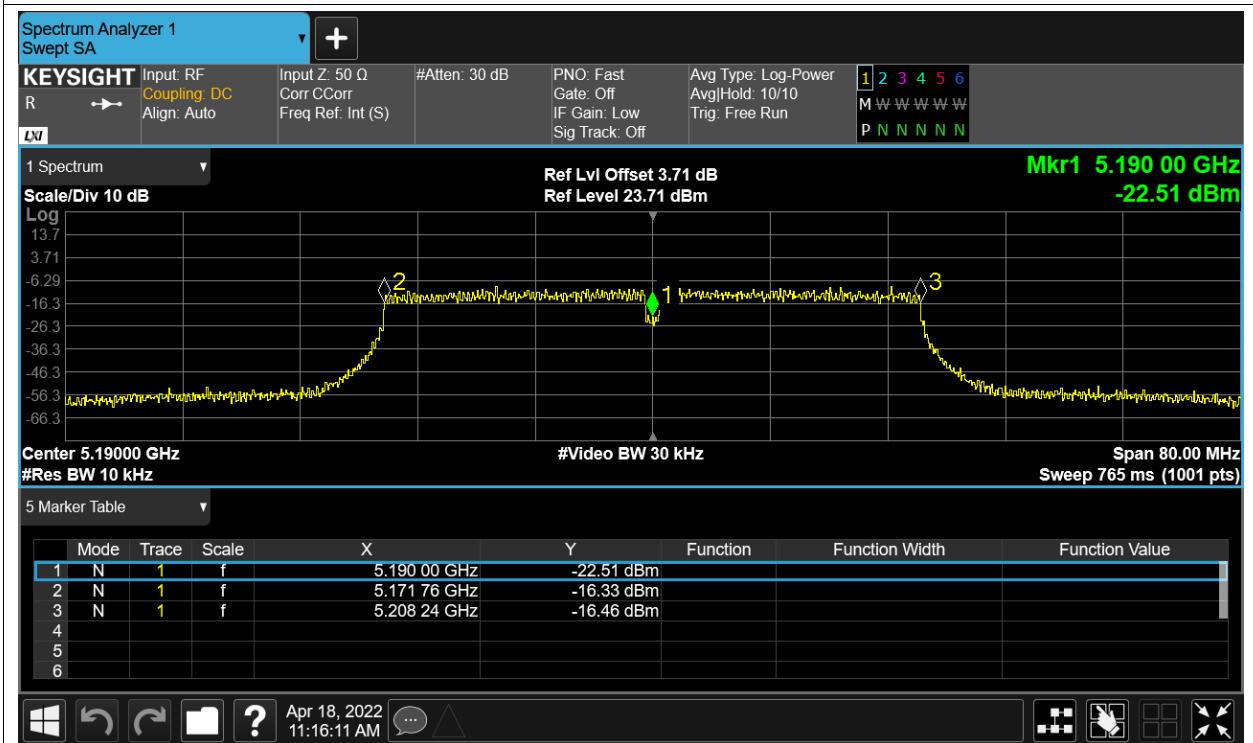 Spectrum Analyzer 1
Swept SA
+
KEYSIGHT Input: RF Input Z: 50 Ω #Atten: 30 dB PNO: Fast Avg Type: Log-Power 1 2 3 4 5 6
R Coupling: DC Corr CCorr Gate: Off Avg|Hold: 10/10 M W W W W W
Align: Auto Freq Ref: Int (S) IF Gain: Low Trig: Free Run
LXI Sig Track: Off P N N N N N
1 Spectrum Ref Lvl Offset 3.71 dB Mkr1 5.190 00 GHz
Scale/Div 10 dB Ref Level 23.71 dBm -22.51 dBm
Log
13.7
3.71
-6.29 2 3
-16.3 1
-26.3
-36.3
-46.3
-56.3
-66.3
Center 5.19000 GHz #Video BW 30 kHz Span 80.00 MHz
#Res BW 10 kHz Sweep 765 ms (1001 pts)
5 Marker Table
Mode Trace Scale X Y Function Function Width Function Value
1 N 1 f 5.190 00 GHz -22.51 dBm
2 N 1 f 5.171 76 GHz -16.33 dBm
3 N 1 f 5.208 24 GHz -16.46 dBm
4
5
6
? Apr 18, 2022
11:16:11 AM